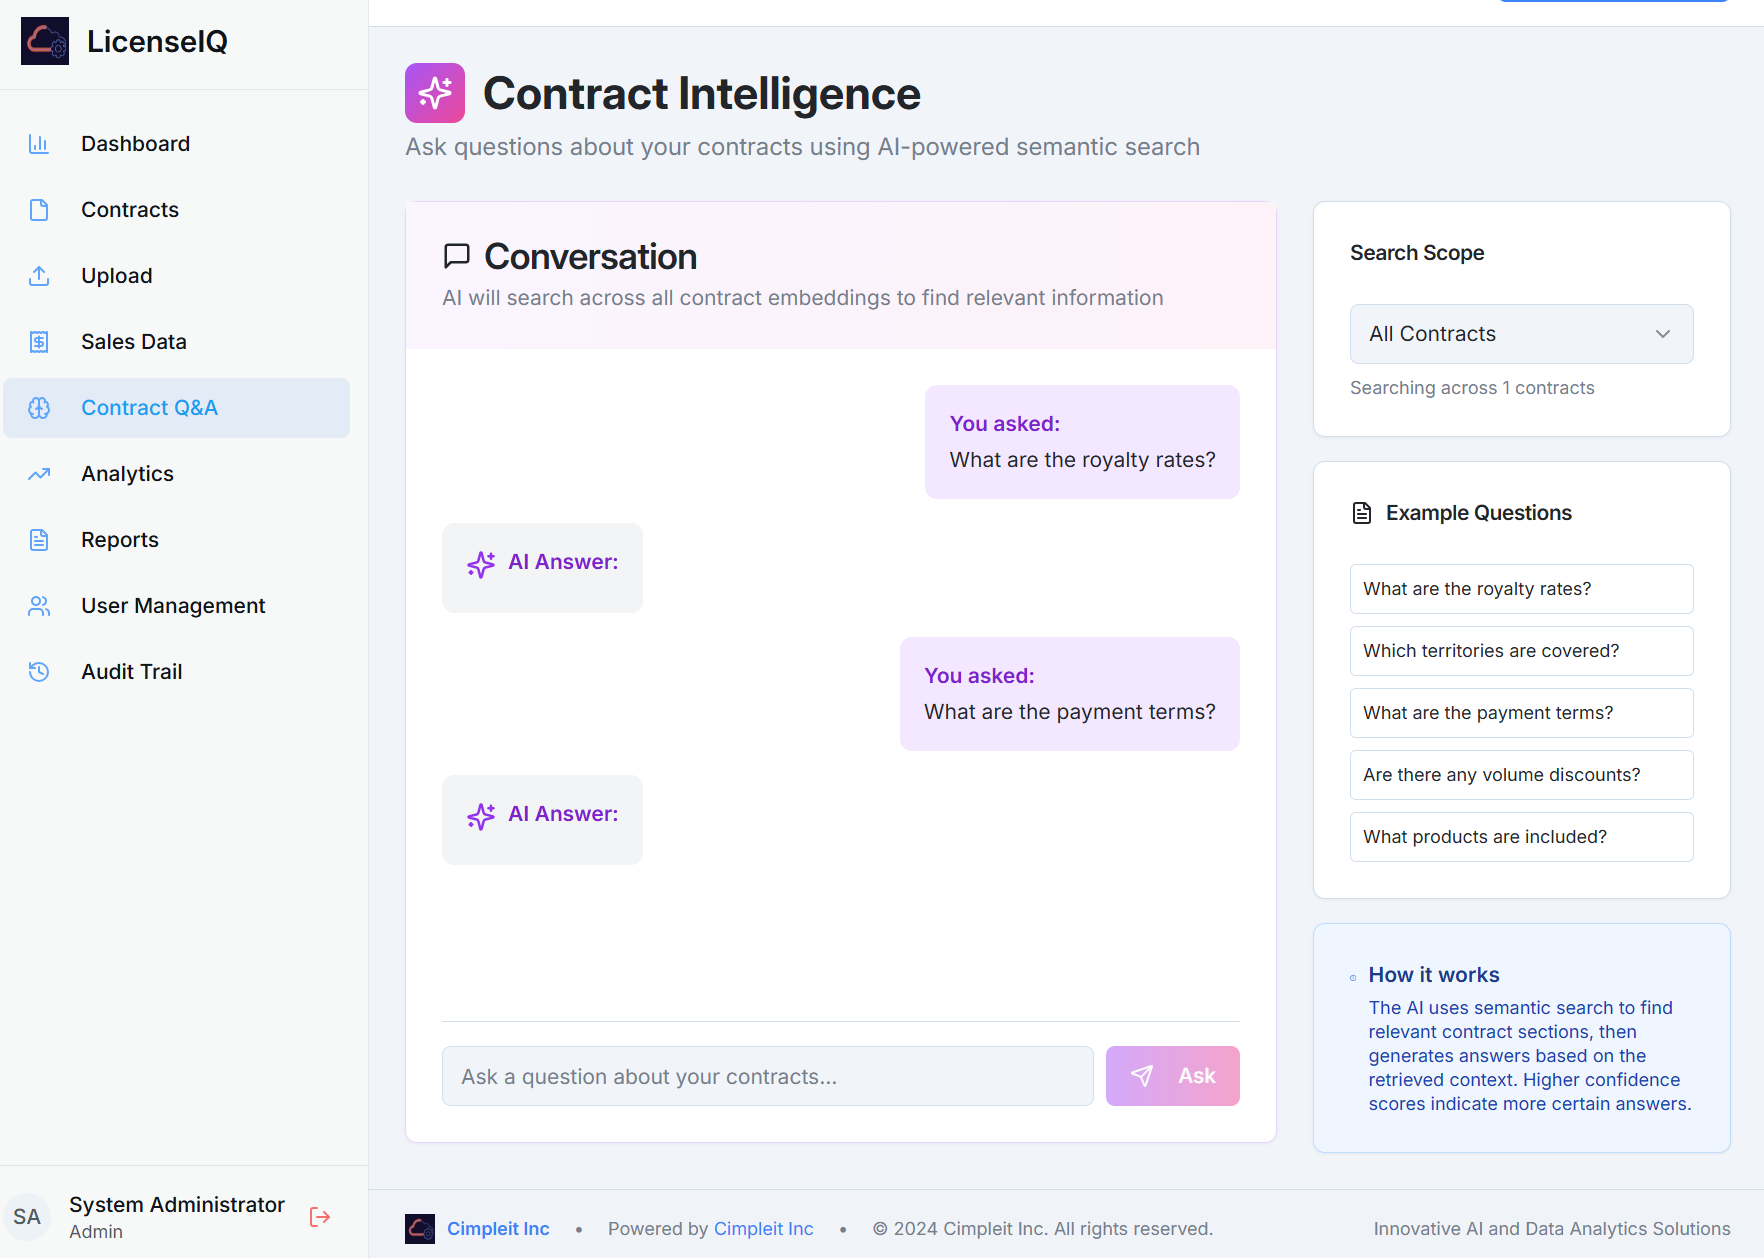 LicenseIQ
Dashboard
Contracts
Upload
Sales Data
Contract Q&A
Analytics
Reports
User Management
Audit Trail
SA
System Administrator
Admin
Contract Intelligence
Ask questions about your contracts using AI-powered semantic search
Conversation
AI will search across all contract embeddings to find relevant information
You asked:
What are the royalty rates?
AI Answer:
You asked:
What are the payment terms?
AI Answer:
Ask a question about your contracts...
Ask
Search Scope
All Contracts
Searching across 1 contracts
Example Questions
What are the royalty rates?
Which territories are covered?
What are the payment terms?
Are there any volume discounts?
What products are included?
How it works
The AI uses semantic search to find
relevant contract sections, then
generates answers based on the
retrieved context. Higher confidence
scores indicate more certain answers.
Cimpleit Inc • Powered by Cimpleit Inc • © 2024 Cimpleit Inc. All rights reserved.
Innovative AI and Data Analytics Solutions